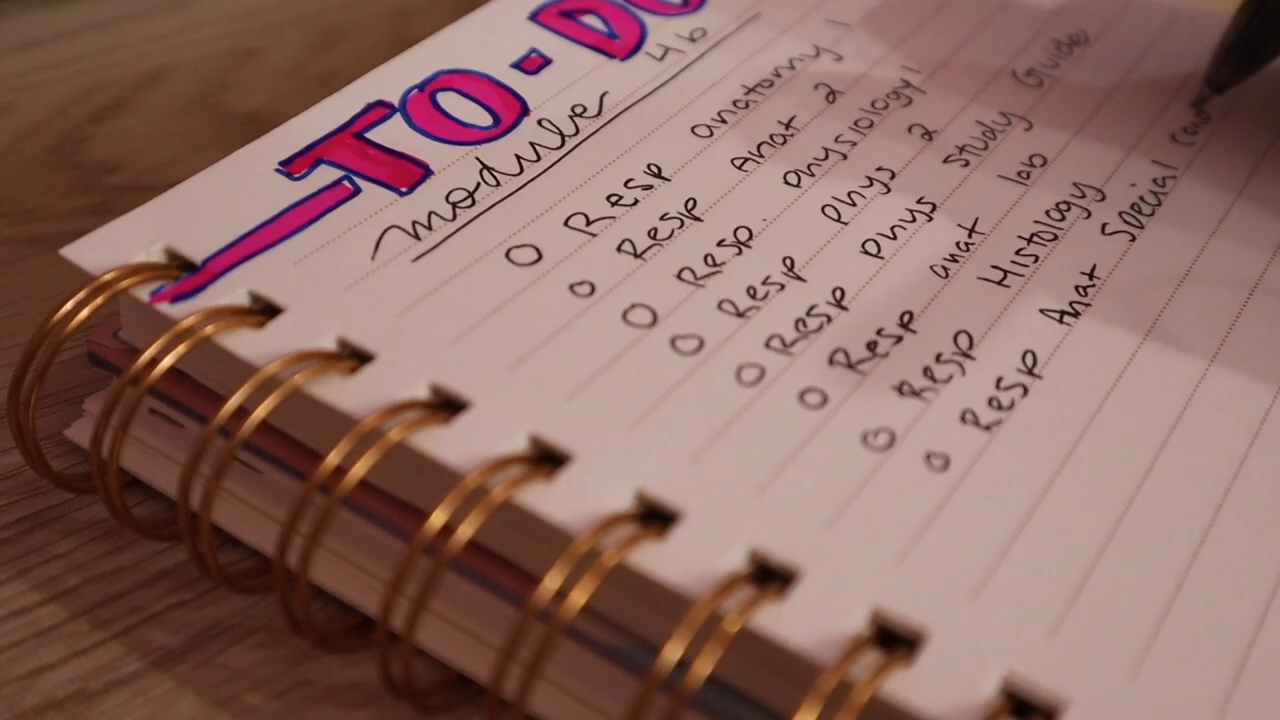 TO-DO
module 4b
Resp anatomy 1
Resp Anat 2
Resp. physiology 1
Resp Phys 2
Resp phys study Guide
Resp anat lab
Resp Histology
Resp Anat Special